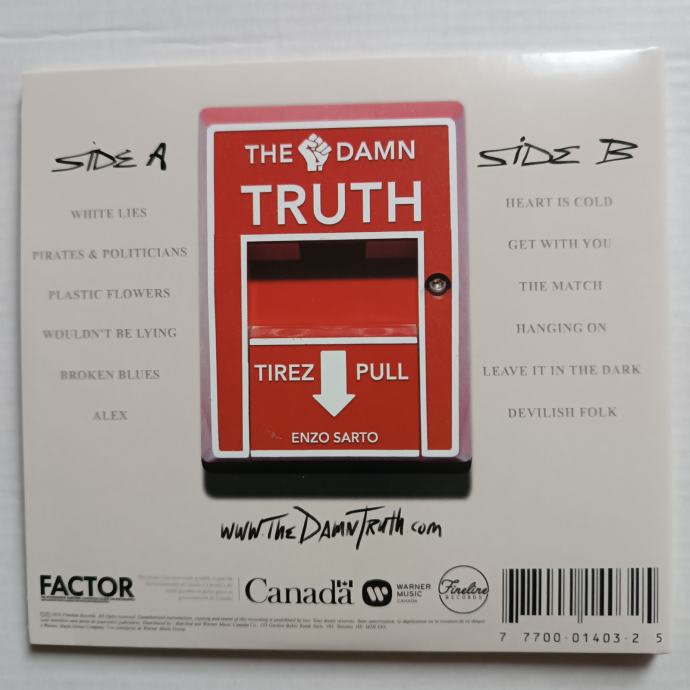 SIDE A
WHITE LIES
PIRATES & POLITICIANS
PLASTIC FLOWERS
WOULDN'T BE LYING
BROKEN BLUES
ALEX
THE DAMN
TRUTH
TIREZ PULL
ENZO SARTO
SIDE B
HEART IS COLD
GET WITH YOU
THE MATCH
HANGING ON
LEAVE IT IN THE DARK
DEVILISH FOLK
www.TheDamnTruth.com
FACTOR
Canada
WARNER
MUSIC
CANADA
Fineline
RECORDS
7 7700-01403-2 5